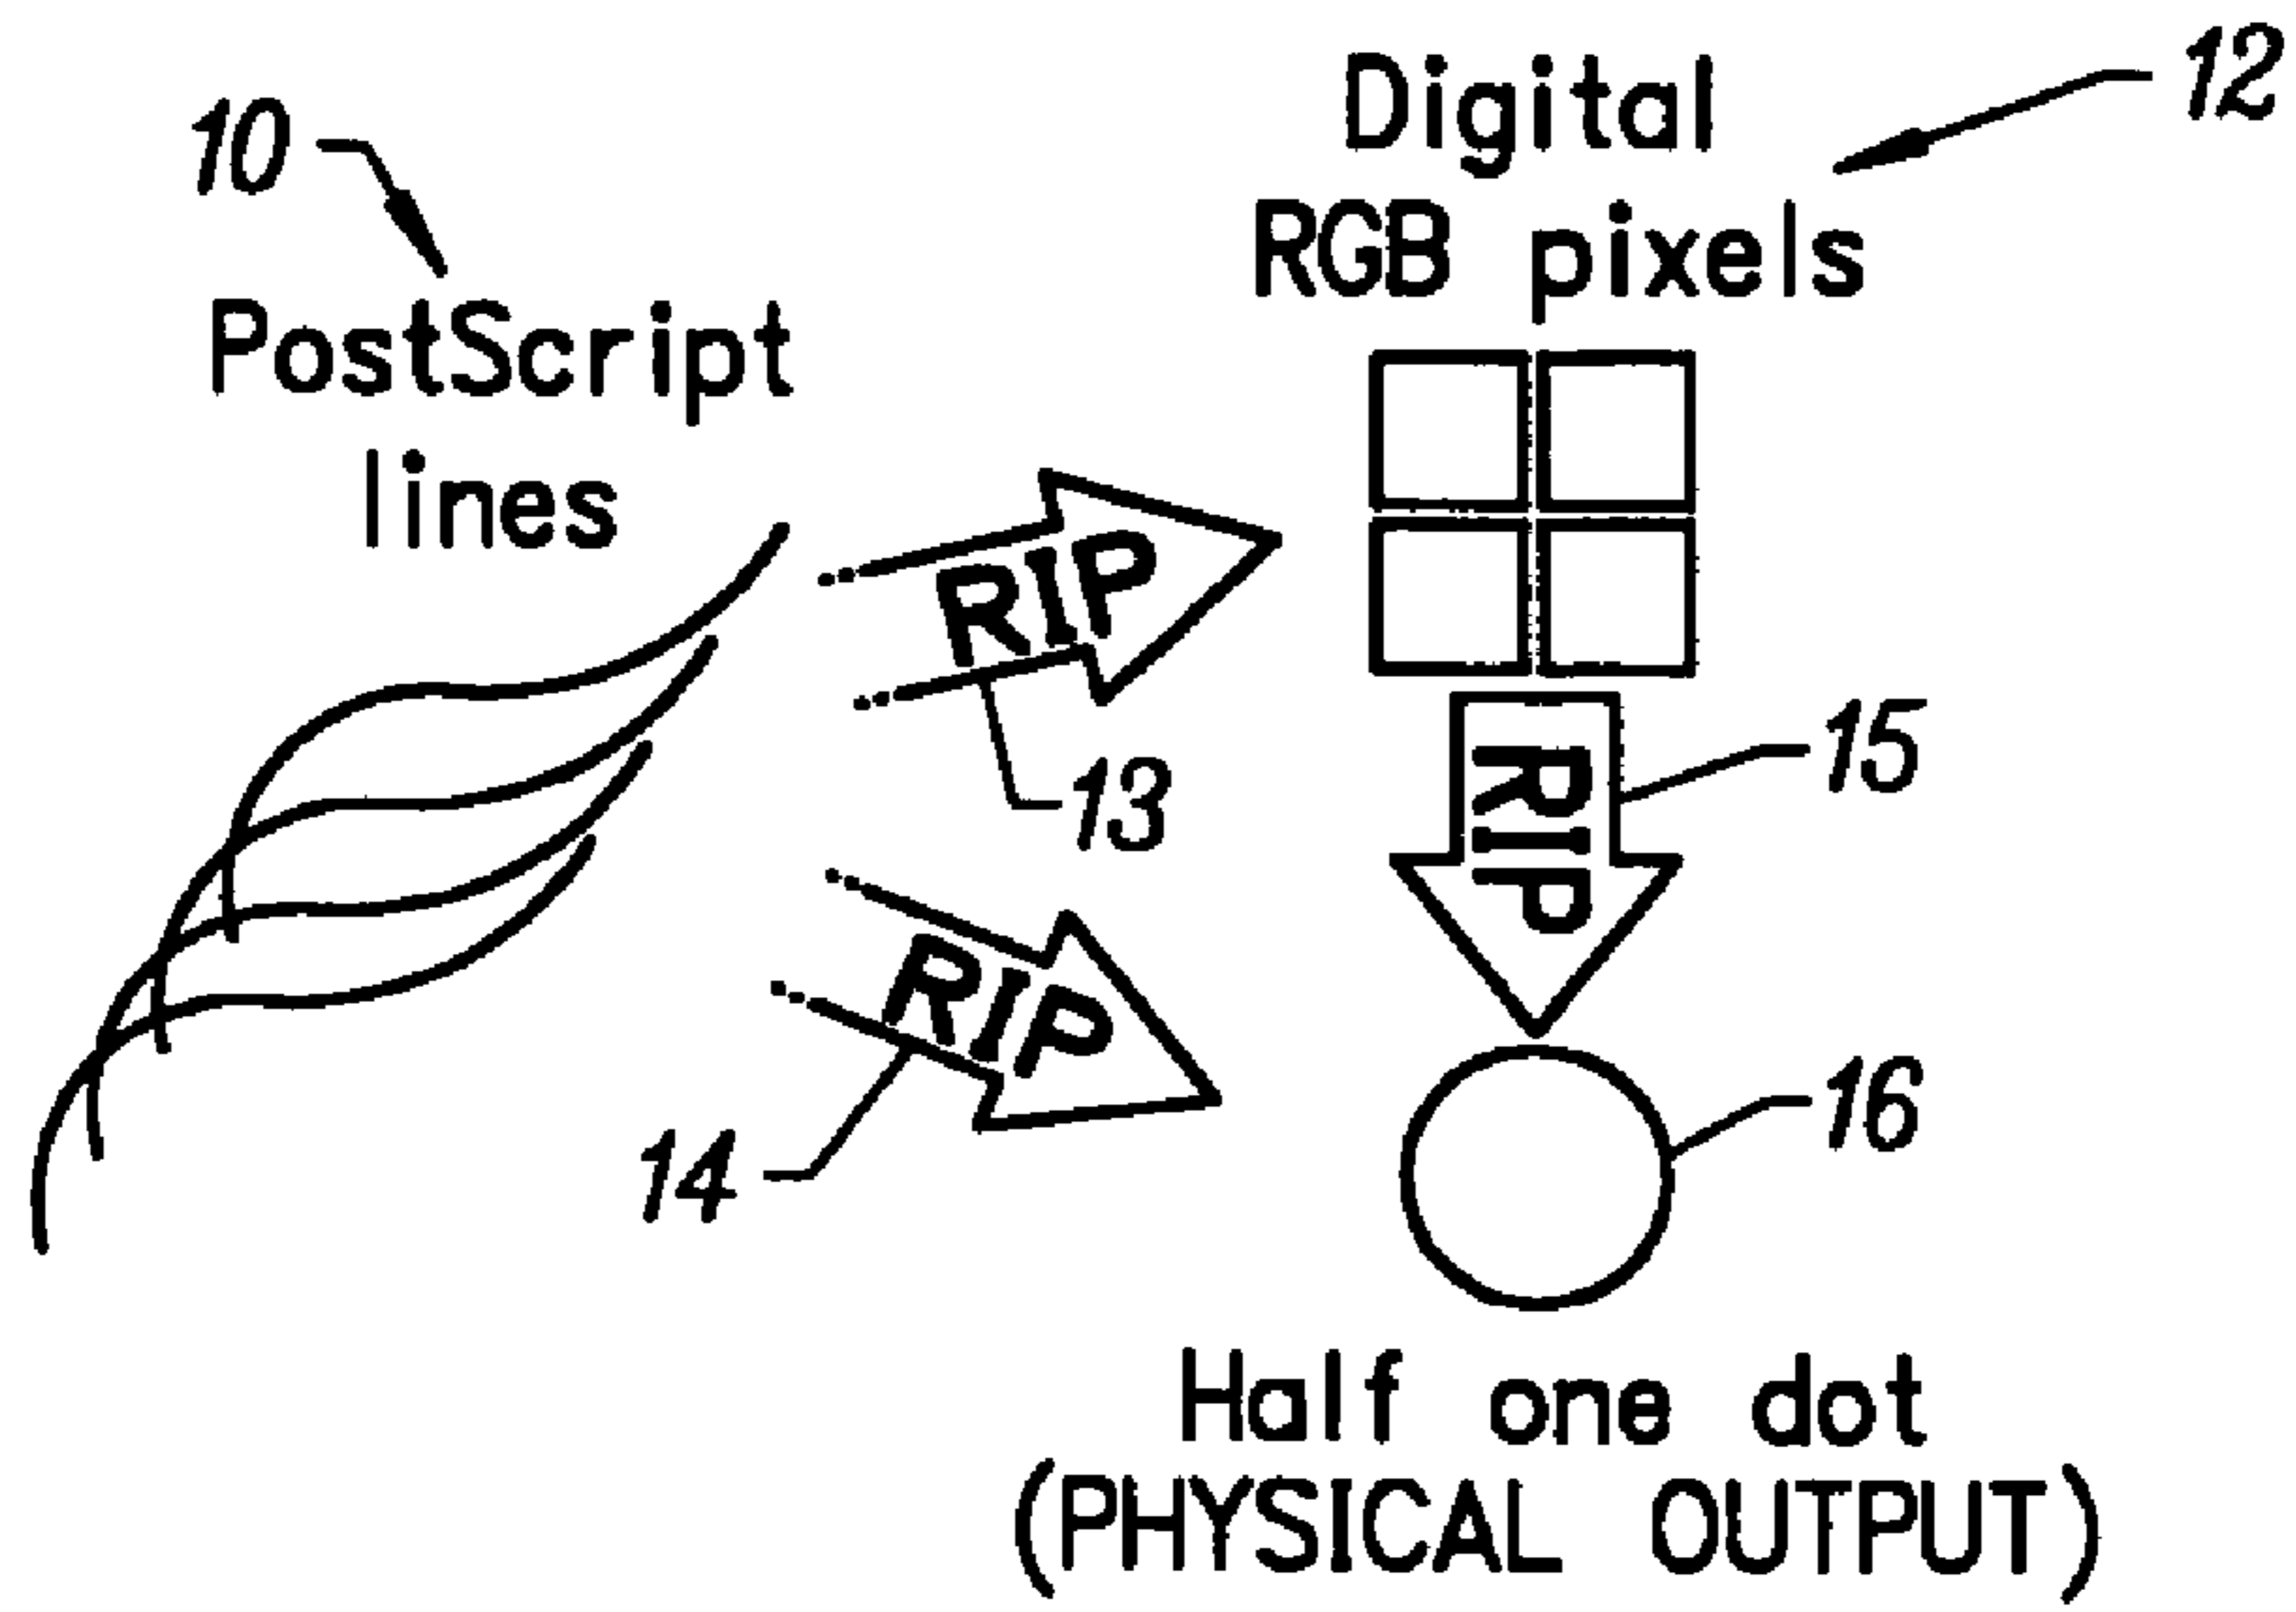 10
PostScript
lines
Digital
RGB pixels
12
RIP
13
RIP
14
RIP
15
16
Half one dot
(PHYSICAL OUTPUT)